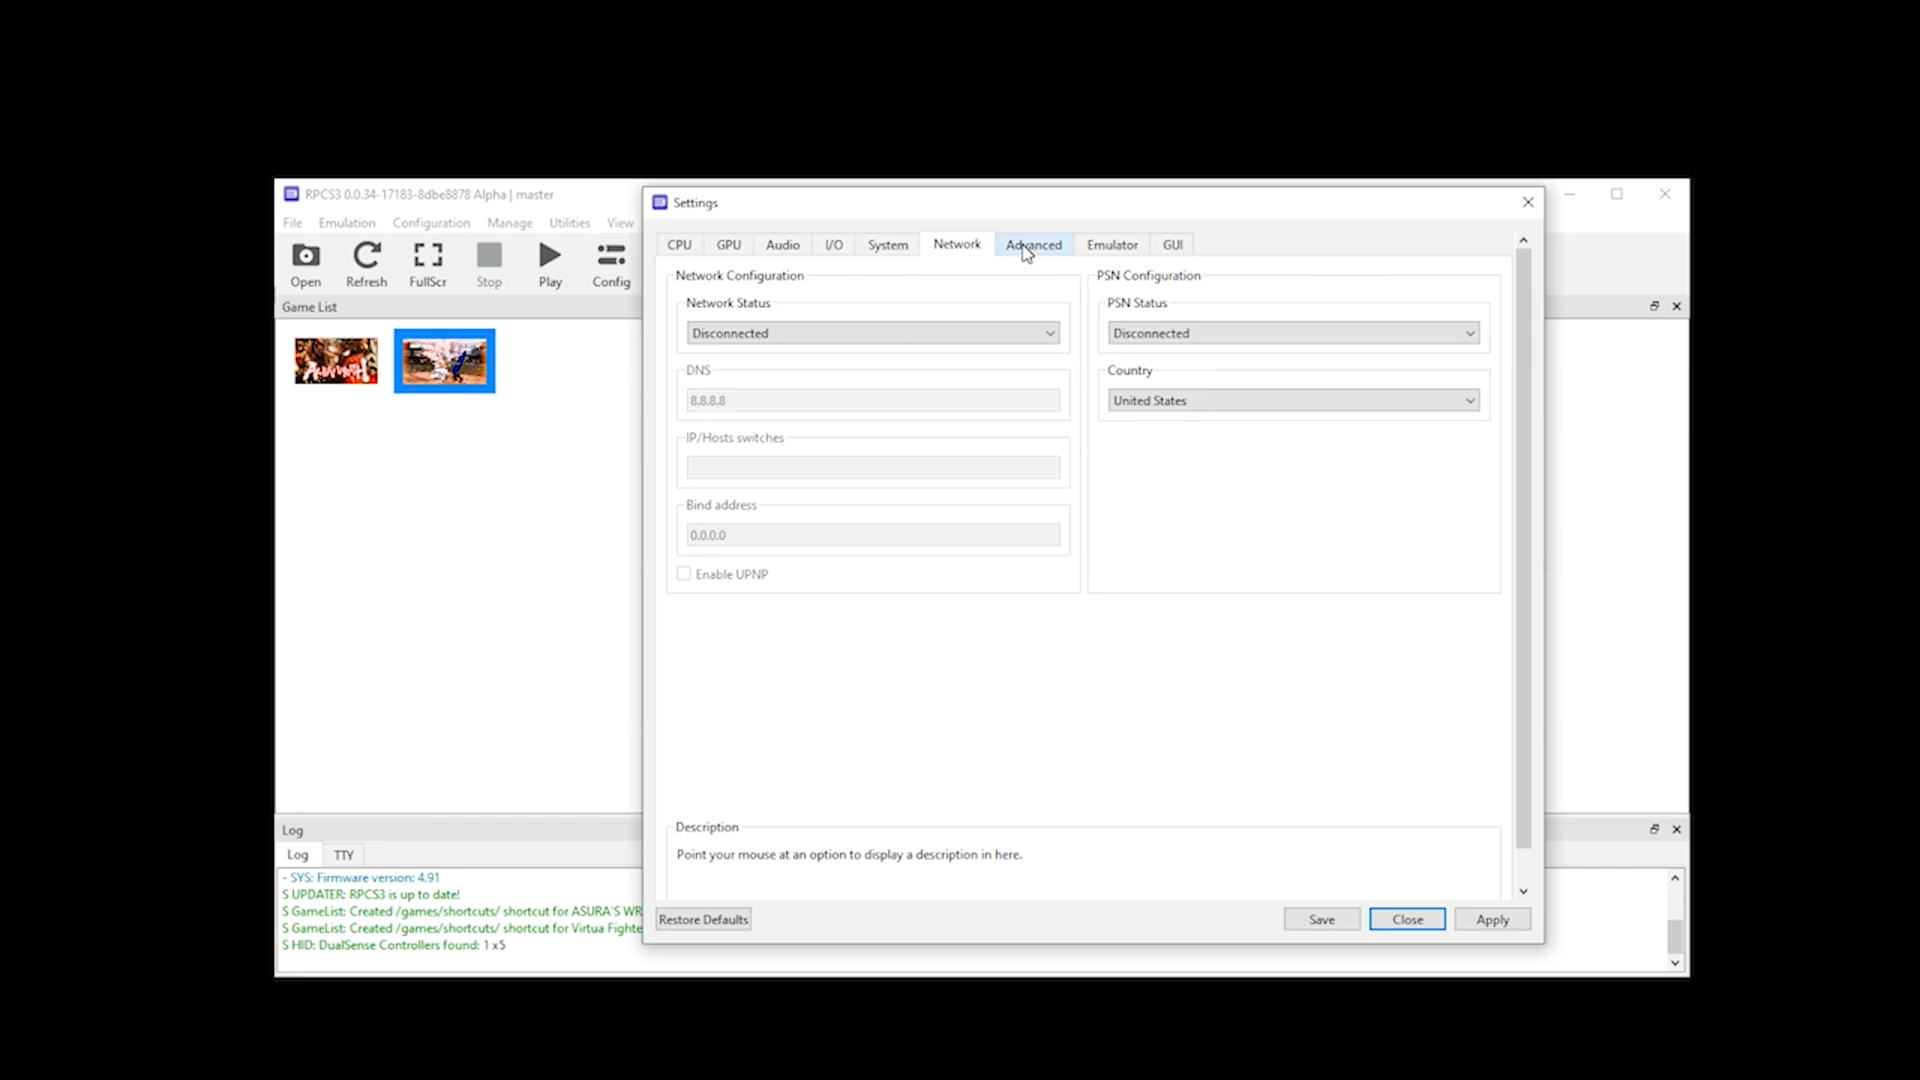 RPCS3 0.0.34-17183-8dbe8878 Alpha | master
File Emulation Configuration Manage Utilities View
Open Refresh FullScr Stop Play Config
Game List
Settings
CPU GPU Audio I/O System Network Advanced Emulator GUI
Network Configuration
Network Status
Disconnected
DNS
8.8.8.8
IP/Hosts switches
Bind address
0.0.0.0
Enable UPNP
PSN Configuration
PSN Status
Disconnected
Country
United States
Description
Point your mouse at an option to display a description in here.
Restore Defaults Save Close Apply
Log
Log TTY
- SYS: Firmware version: 4.91
S UPDATER: RPCS3 is up to date!
S GameList: Created /games/shortcuts/ shortcut for ASURA'S WR
S GameList: Created /games/shortcuts/ shortcut for Virtua Fighte
S HID: DualSense Controllers found: 1 x5